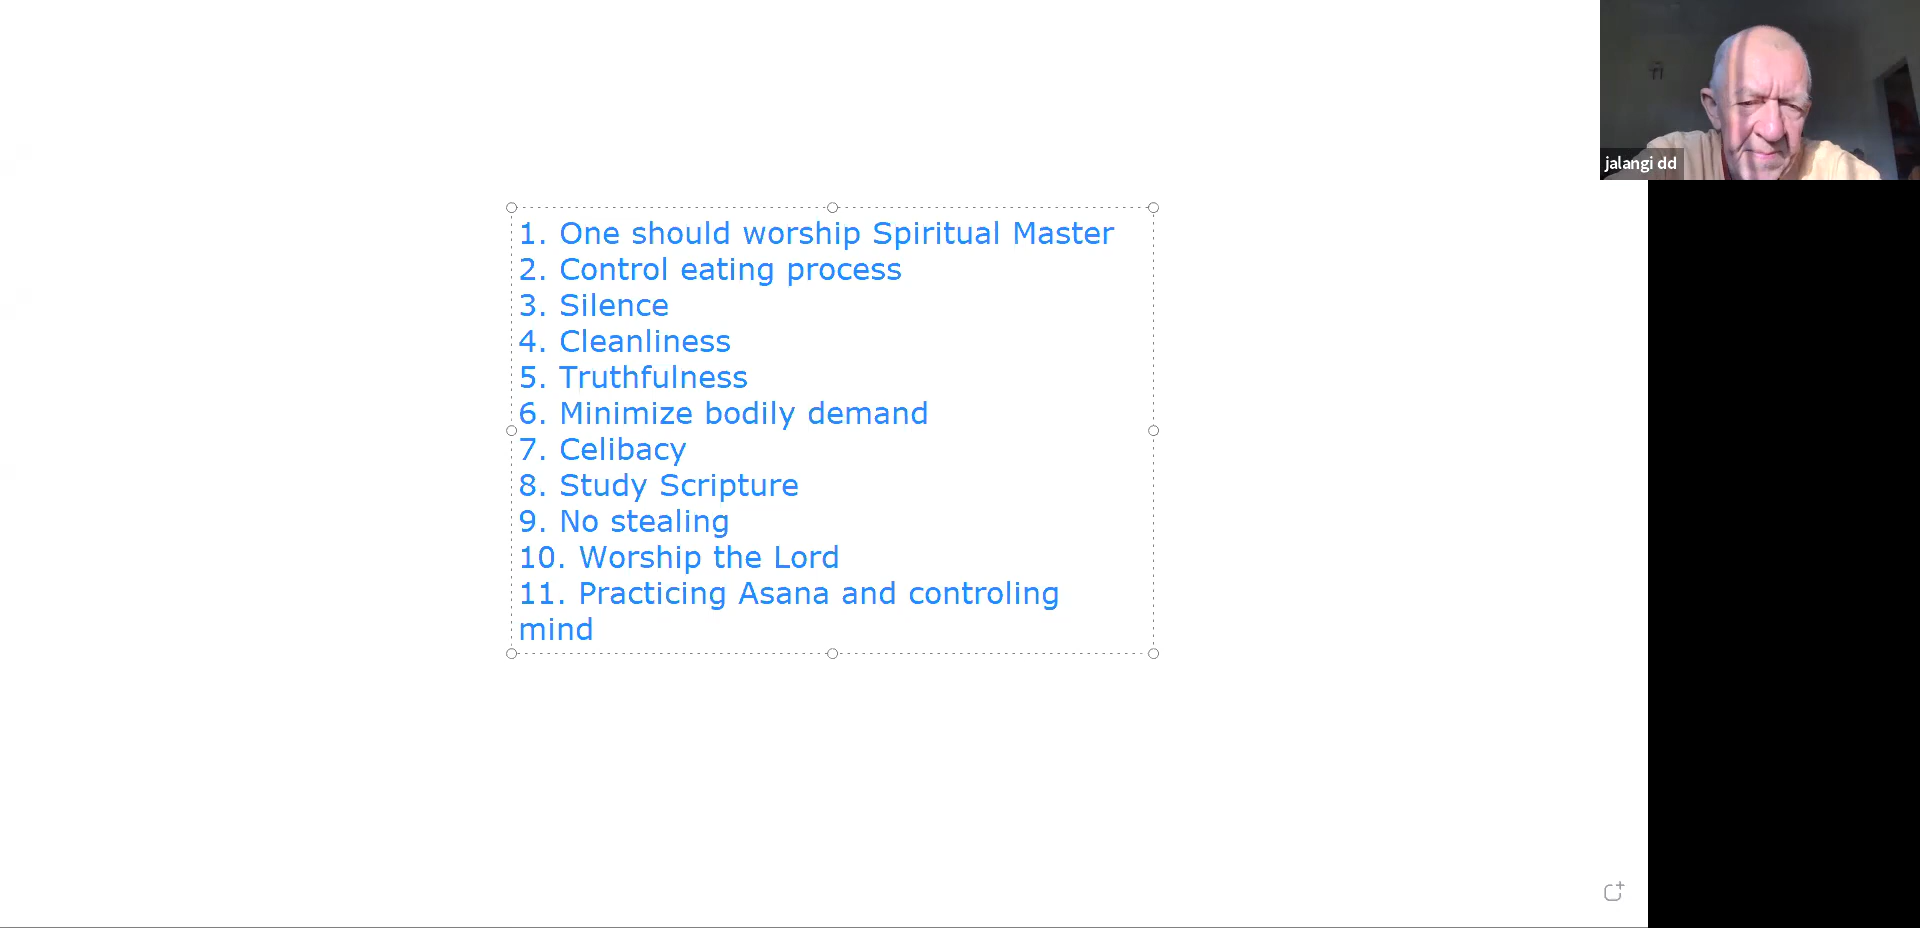 jalangi dd
1. One should worship Spiritual Master
2. Control eating process
3. Silence
4. Cleanliness
5. Truthfulness
6. Minimize bodily demand
7. Celibacy
8. Study Scripture
9. No stealing
10. Worship the Lord
11. Practicing Asana and controling
mind